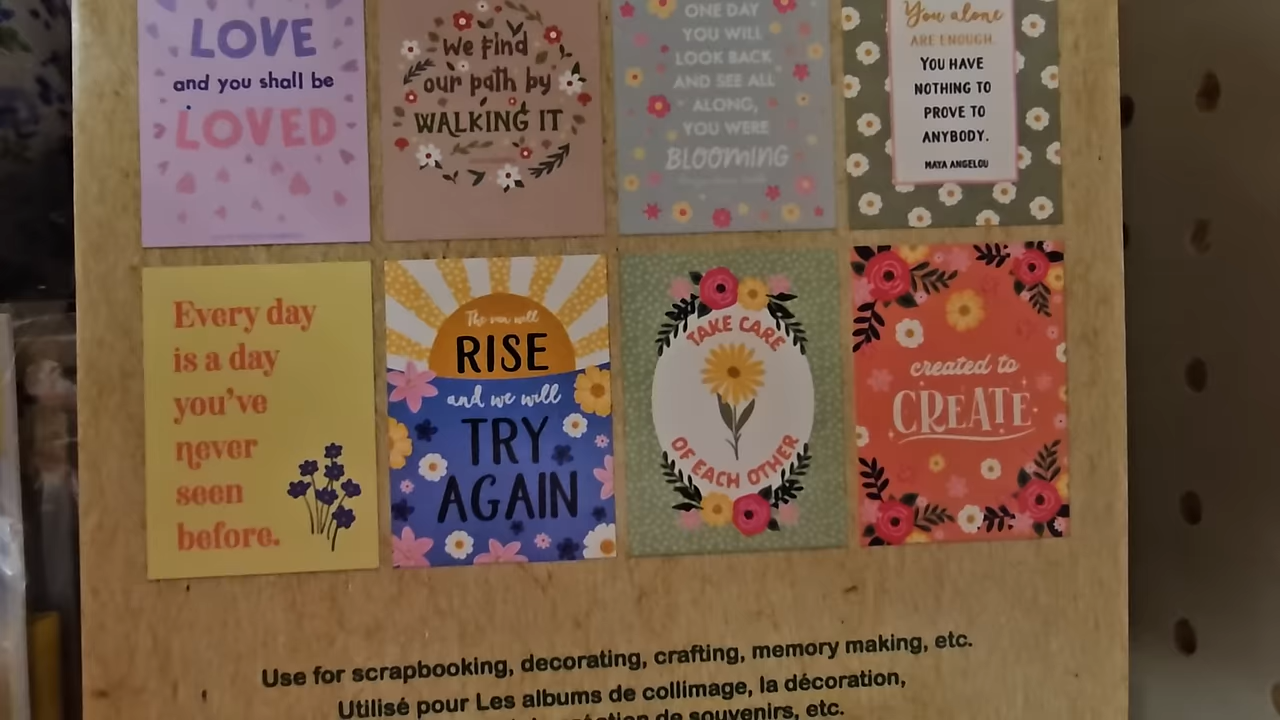 LOVE
and you shall be
LOVED
We find
our path by
WALKING IT
ONE DAY
YOU WILL
LOOK BACK
AND SEE ALL
ALONG,
YOU WERE
BLOOMING
You alone
ARE ENOUGH.
YOU HAVE
NOTHING TO
PROVE TO
ANYBODY.
MAYA ANGELOU
Every day
is a day
you've
never
seen
before.
The sun will
RISE
and we will
TRY
AGAIN
TAKE CARE
OF EACH OTHER
created to
CREATE
Use for scrapbooking, decorating, crafting, memory making, etc.
Utilisé pour Les albums de collimage, la décoration,
de souvenirs, etc.